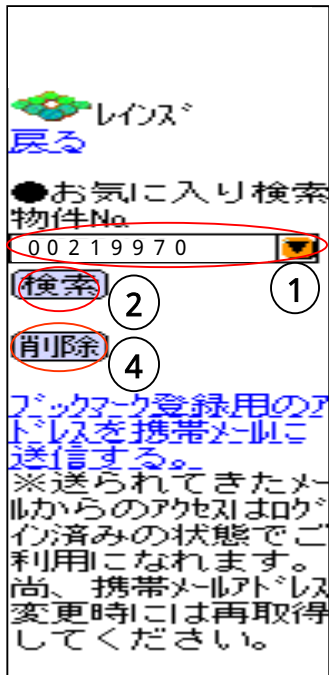 ﾚｲﾝｽﾞ
戻る
●お気に入り検索
物件No
00219970
①
検索
②
削除
④
ﾌﾞｯｸﾏｰｸ登録用のｱ
ﾄﾞﾚｽを携帯ﾒｰﾙに
送信する。
※送られてきたﾒｰ
ﾙからのｱｸｾｽはﾛｸﾞ
ｲﾝ済みの状態でご
利用になれます。
尚、携帯ﾒｰﾙｱﾄﾞﾚｽ
変更時には再取得
してください。